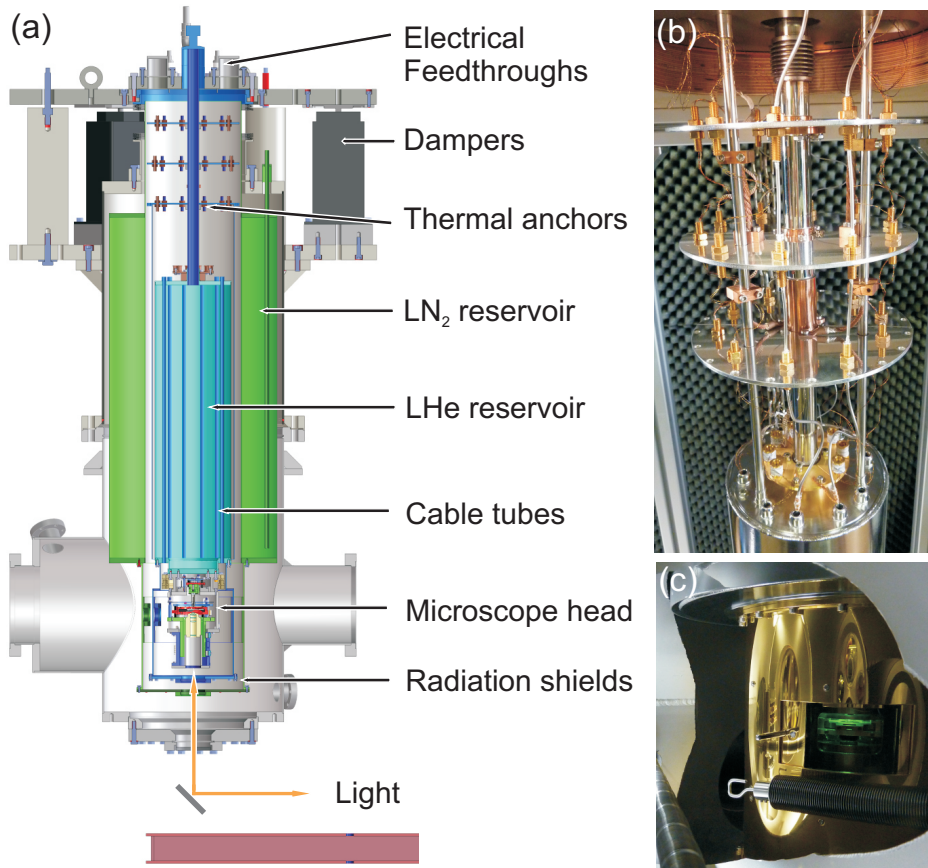 (a)
Electrical
Feedthroughs
Dampers
Thermal anchors
LN₂ reservoir
LHe reservoir
Cable tubes
Microscope head
Radiation shields
Light
(b)
(c)